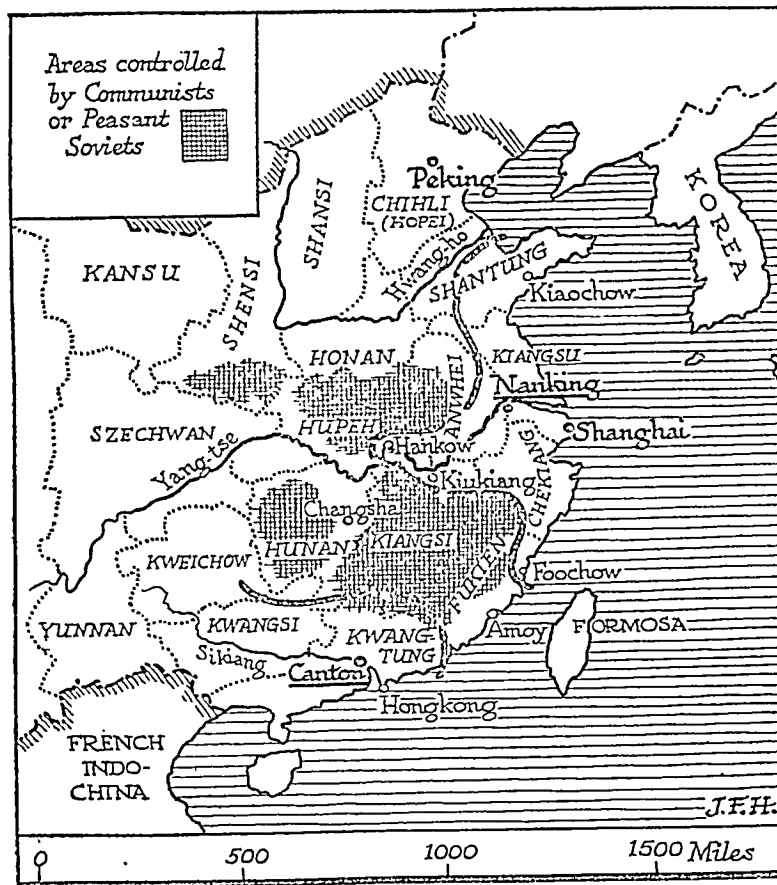 Areas controlled
by Communists
or Peasant
Soviets
Peking
CHIHLI
(HOPEI)
SHANSI
KOREA
KANSU
SHENSI
Hwang-ho
SHANTUNG
Kiaochow
HONAN
KIANGSU
ANWHEI
Nanking
HUPEH
Hankow
Shanghai
SZECHWAN
Yang-tse
Kiukiang
CHEKIANG
Changsha
HUNAN
KIANGSI
KWEICHOW
FUKIEN
Foochow
YUNNAN
KWANGSI
KWANG-
TUNG
Amoy
FORMOSA
Sikiang
Canton
Hongkong
FRENCH
INDO-
CHINA
J.F.H.
0 500 1000 1500 Miles